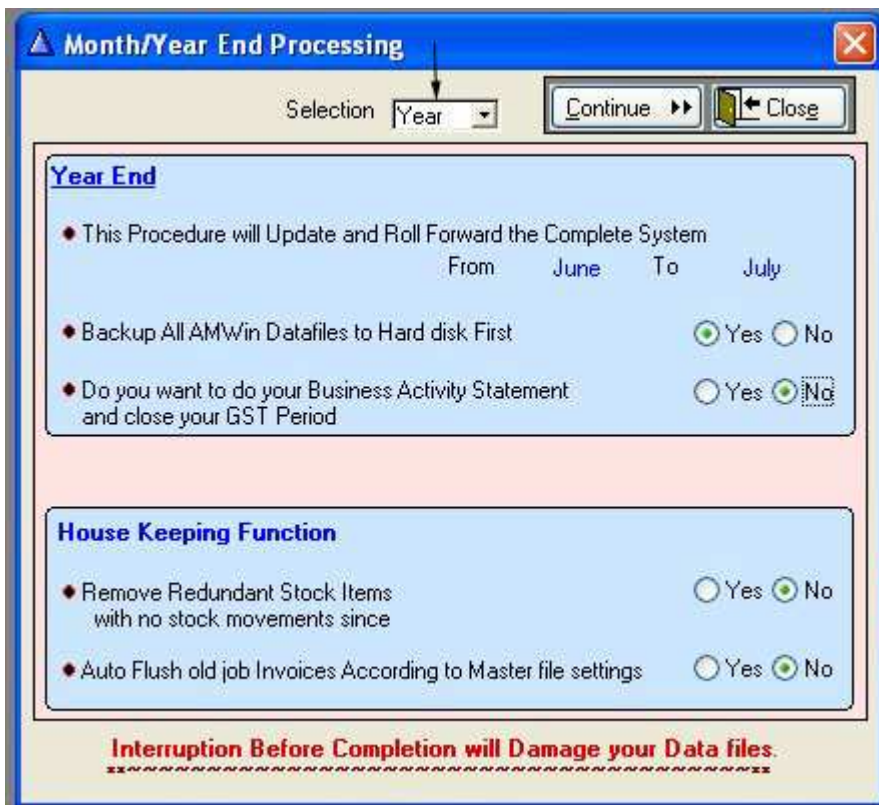 Month/Year End Processing
Selection Year Continue Close
Year End
This Procedure will Update and Roll Forward the Complete System
From June To July
Backup All AMWin Datafiles to Hard disk First Yes No
Do you want to do your Business Activity Statement Yes No
and close your GST Period
House Keeping Function
Remove Redundant Stock Items Yes No
with no stock movements since
Auto Flush old job Invoices According to Master file settings Yes No
Interruption Before Completion will Damage your Data files.